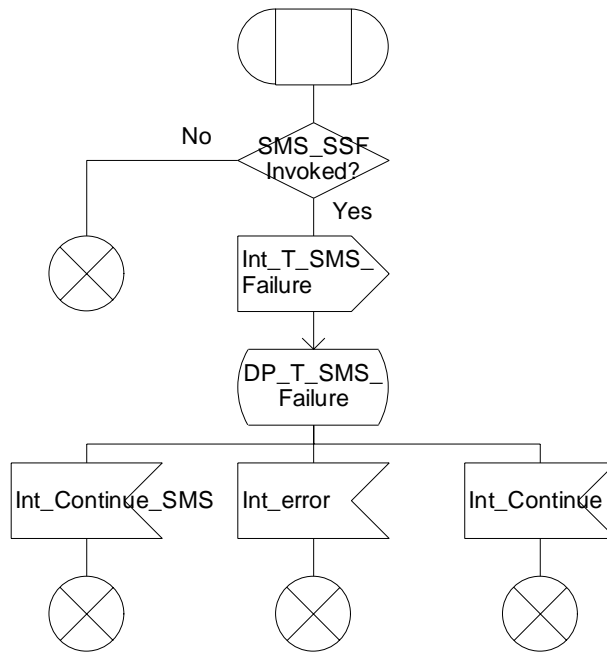 No
SMS_SSF
Invoked?
Yes
Int_T_SMS_
Failure
DP_T_SMS_
Failure
Int_Continue_SMS
Int_error
Int_Continue